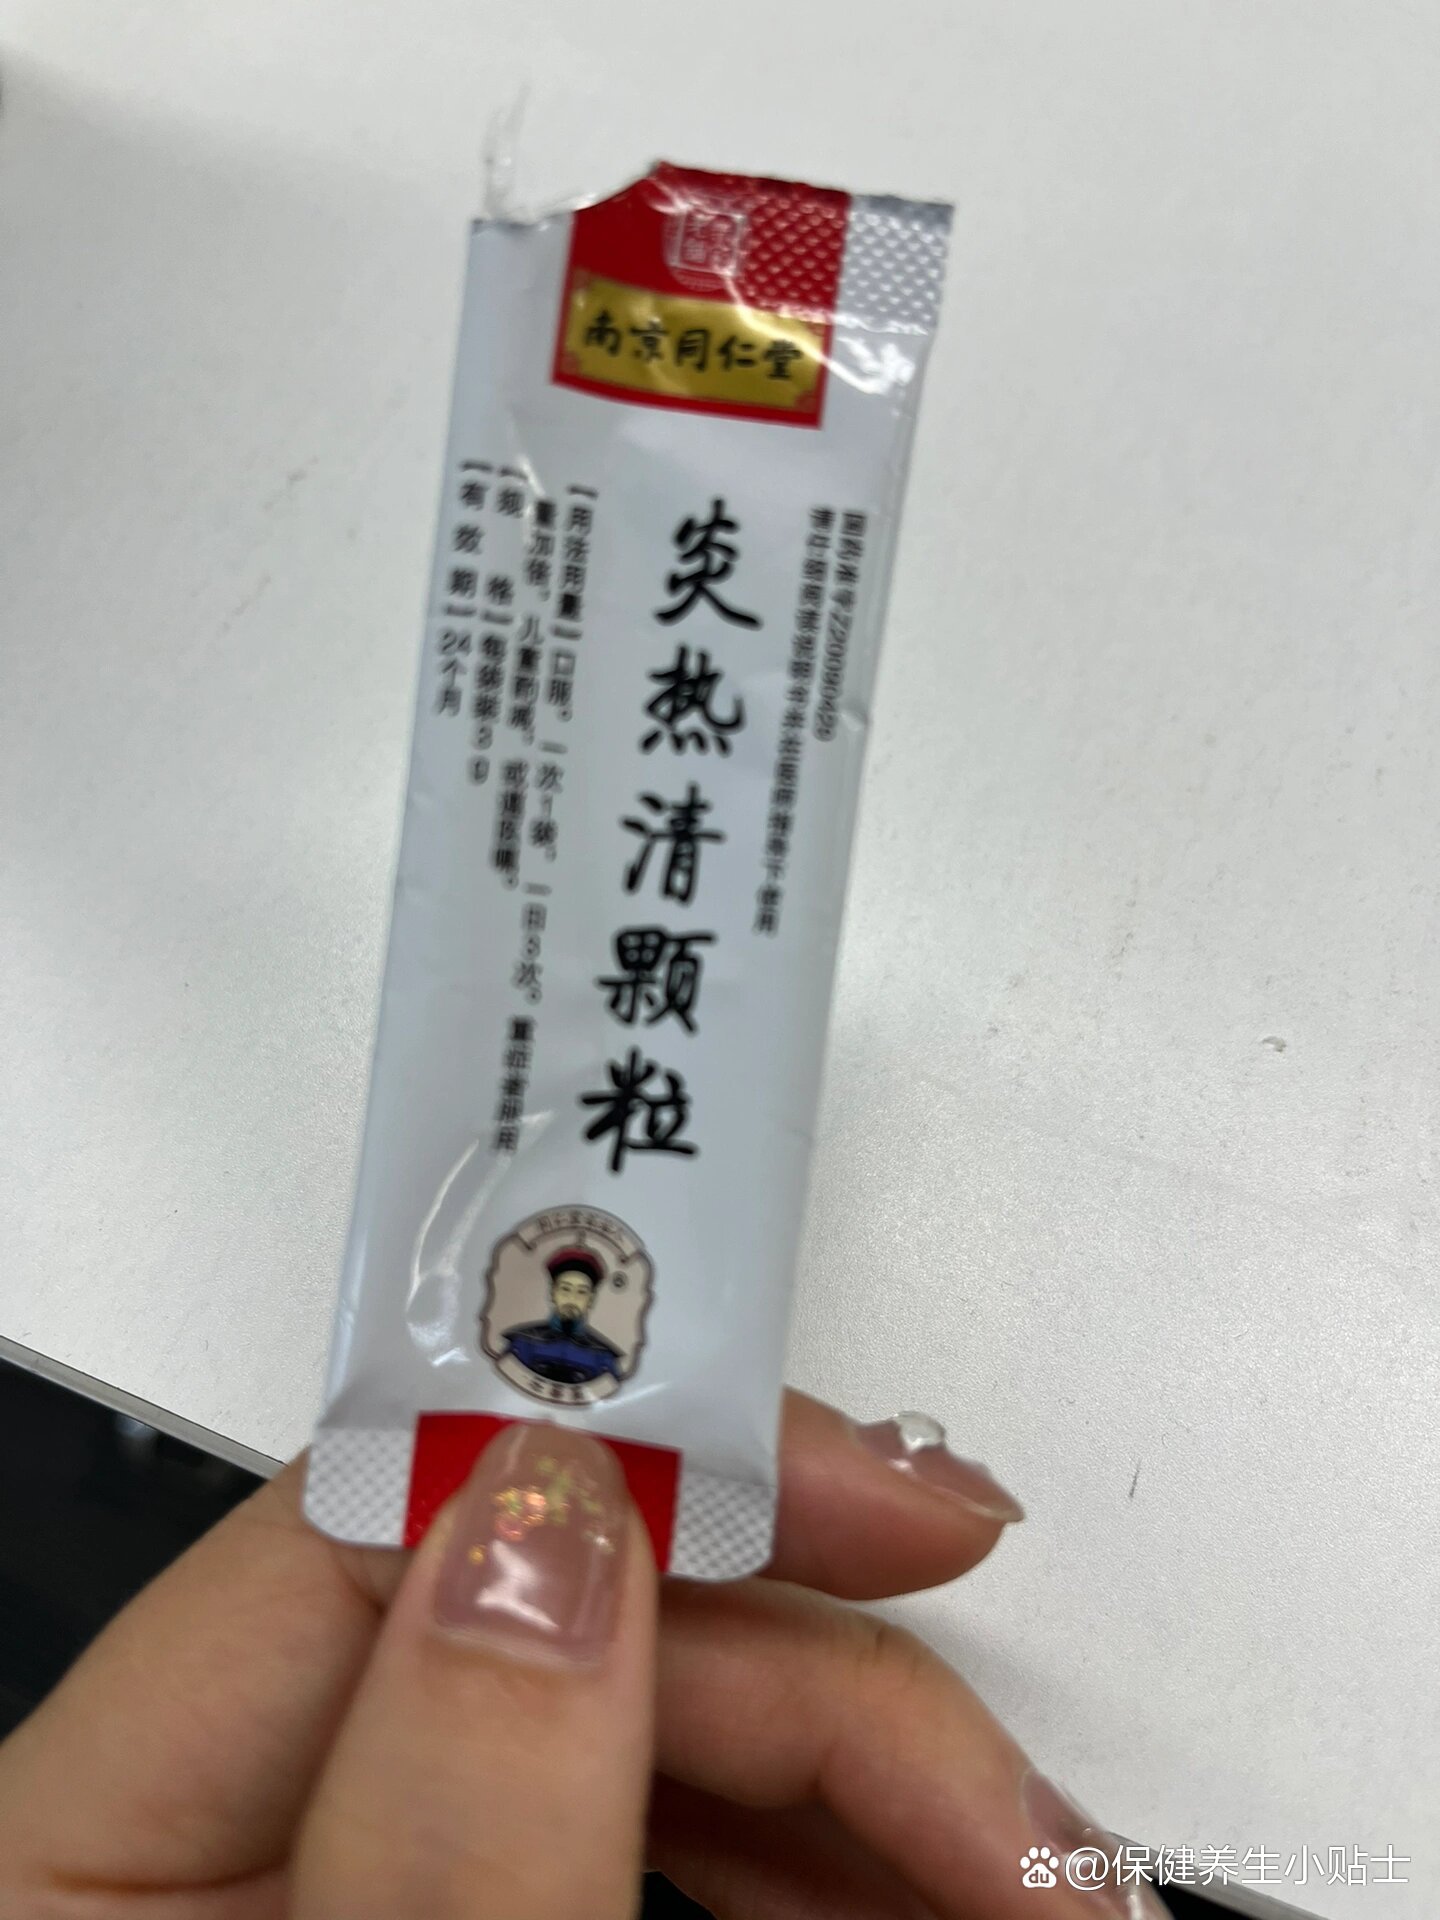 南京同仁堂
国药准字Z20090429
请仔细阅读说明书并在医师指导下使用
炎热清颗粒
【用法用量】口服。一次1袋，一日3次。重症者服用
量加倍，儿童酌减，或遵医嘱。
【规 格】每袋装3g
【有 效 期】24个月
@保健养生小贴士